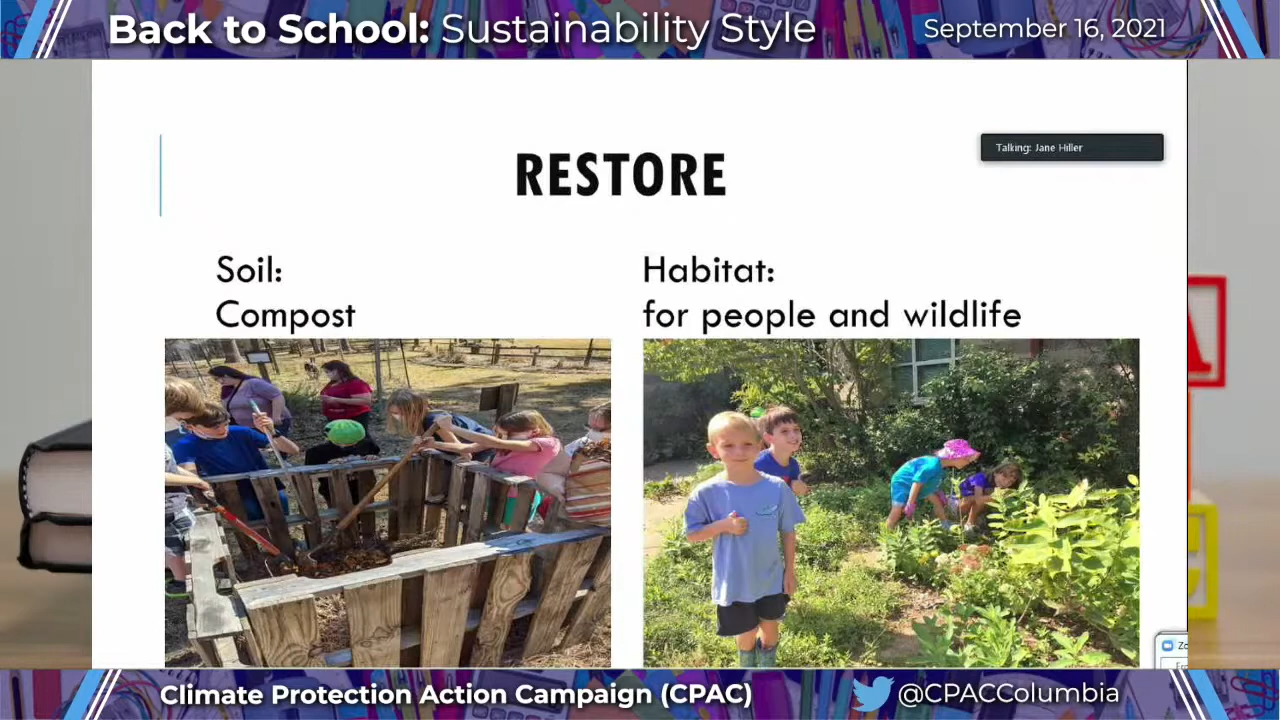 Back to School: Sustainability Style
September 16, 2021
Talking: Jane Hiller
RESTORE
Soil:
Compost
Habitat:
for people and wildlife
A
Zo
Climate Protection Action Campaign (CPAC)
@CPACColumbia